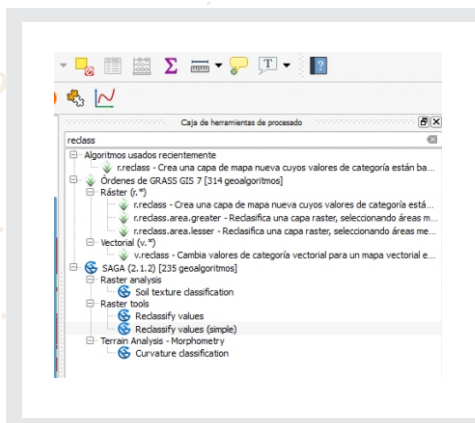 Σ
T
?
Caja de herramientas de procesado
reclass
Algoritmos usados recientemente
r.reclass - Crea una capa de mapa nueva cuyos valores de categoría están ba...
Órdenes de GRASS GIS 7 [314 geoalgoritmos]
Ráster (r.*)
r.reclass - Crea una capa de mapa nueva cuyos valores de categoría está...
r.reclass.area.greater - Reclasifica una capa raster, seleccionando áreas m...
r.reclass.area.lesser - Reclasifica una capa raster, seleccionando áreas me...
Vectorial (v.*)
v.reclass - Cambia valores de categoría vectorial para un mapa vectorial e...
SAGA (2.1.2) [235 geoalgoritmos]
Raster analysis
Soil texture classification
Raster tools
Reclassify values
Reclassify values (simple)
Terrain Analysis - Morphometry
Curvature classification